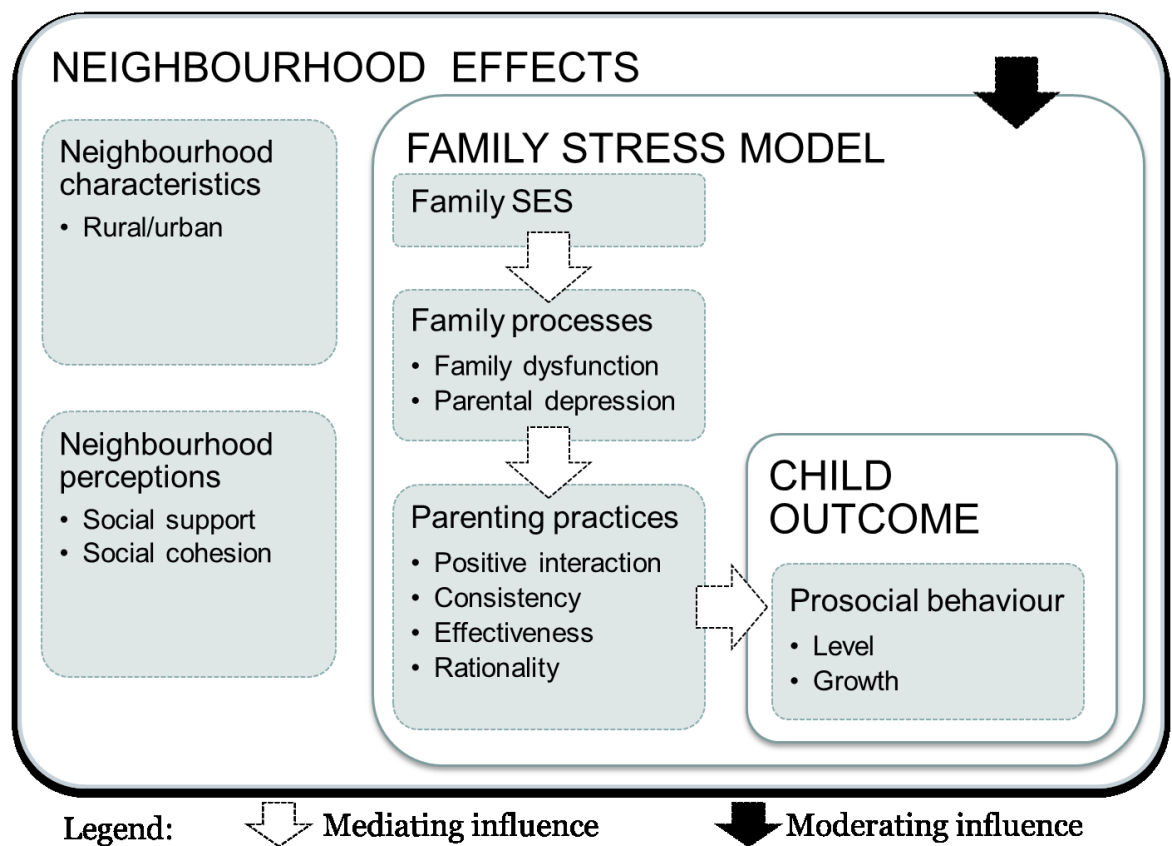 NEIGHBOURHOOD EFFECTS
Neighbourhood
characteristics
• Rural/urban
Neighbourhood
perceptions
• Social support
• Social cohesion
FAMILY STRESS MODEL
Family SES
Family processes
• Family dysfunction
• Parental depression
Parenting practices
• Positive interaction
• Consistency
• Effectiveness
• Rationality
CHILD
OUTCOME
Prosocial behaviour
• Level
• Growth
Legend: Mediating influence Moderating influence